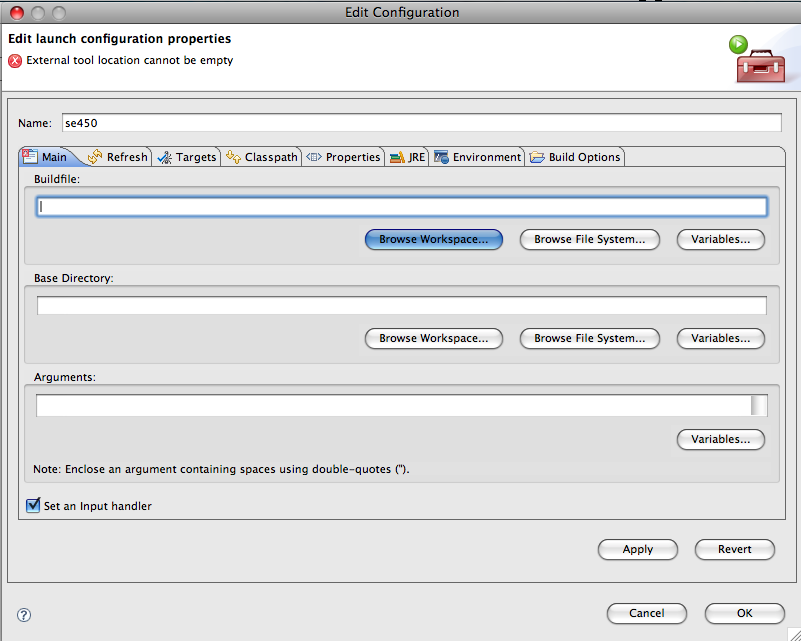 Edit Configuration
Edit launch configuration properties
External tool location cannot be empty
Name: se450
Main Refresh Targets Classpath Properties JRE Environment Build Options
Buildfile:
Browse Workspace... Browse File System... Variables...
Base Directory:
Browse Workspace... Browse File System... Variables...
Arguments:
Variables...
Note: Enclose an argument containing spaces using double-quotes (").
Set an Input handler
Apply Revert
? Cancel OK